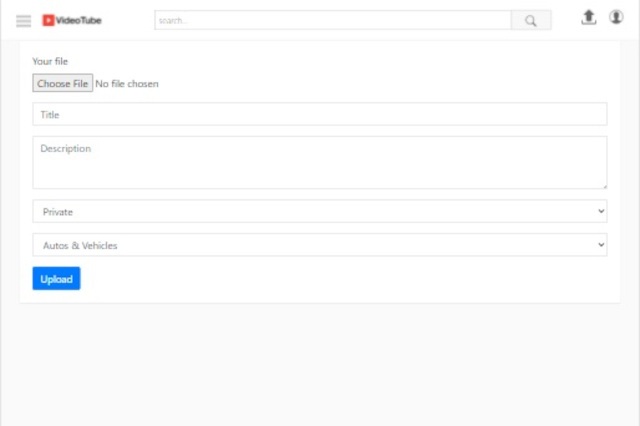 VideoTube
search...
Your file
Choose File No file chosen
Title
Description
Private
Autos & Vehicles
Upload